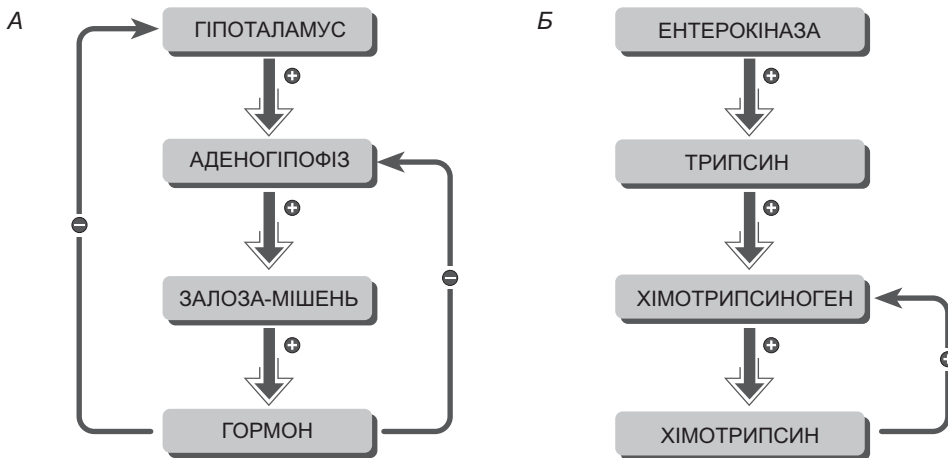 А
ГІПОТАЛАМУС
+
АДЕНОГІПОФІЗ
+
–
–
ЗАЛОЗА-МІШЕНЬ
+
ГОРМОН
Б
ЕНТЕРОКІНАЗА
+
ТРИПСИН
+
ХІМОТРИПСИНОГЕН
+
+
ХІМОТРИПСИН